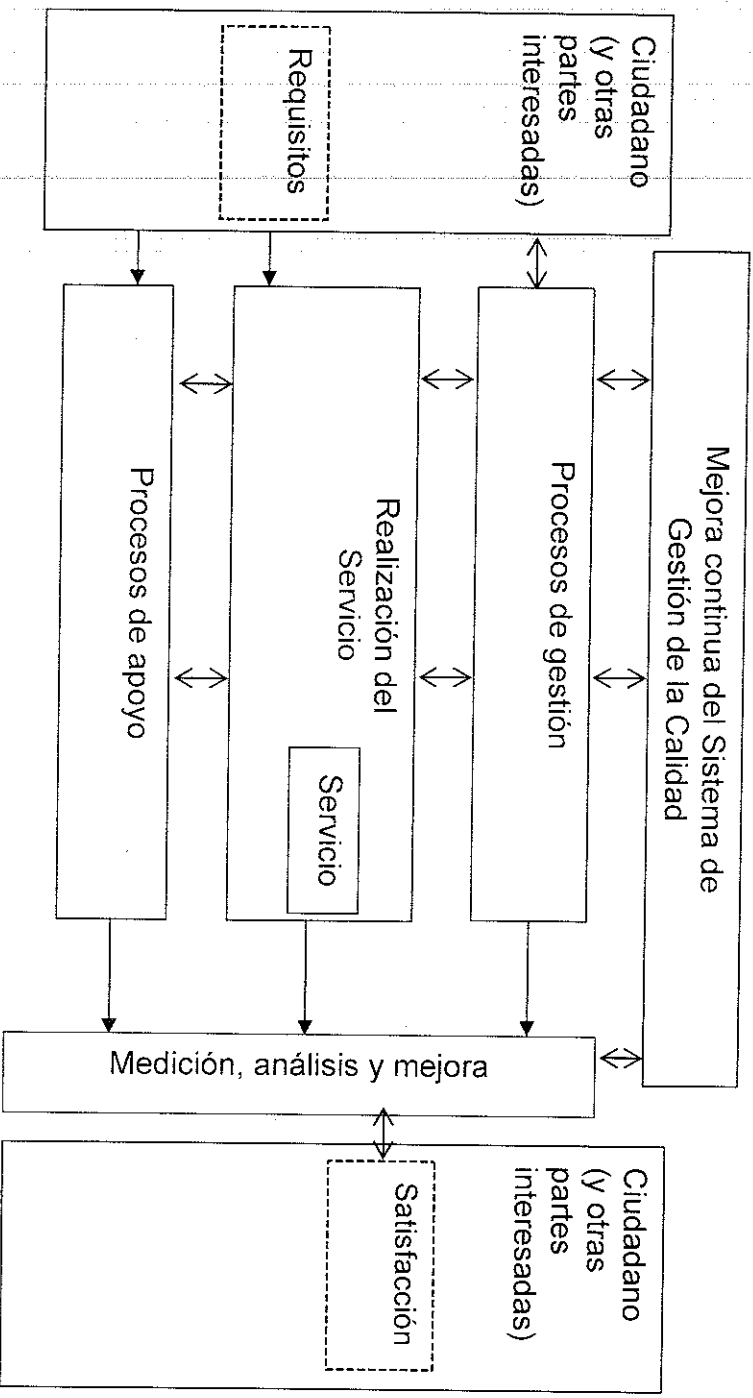 Mejora continua del Sistema de
Gestión de la Calidad
Ciudadano
(y otras
partes
interesadas)
Requisitos
Procesos de gestión
Realización del
Servicio
Servicio
Procesos de apoyo
Medición, análisis y mejora
Ciudadano
(y otras
partes
interesadas)
Satisfacción